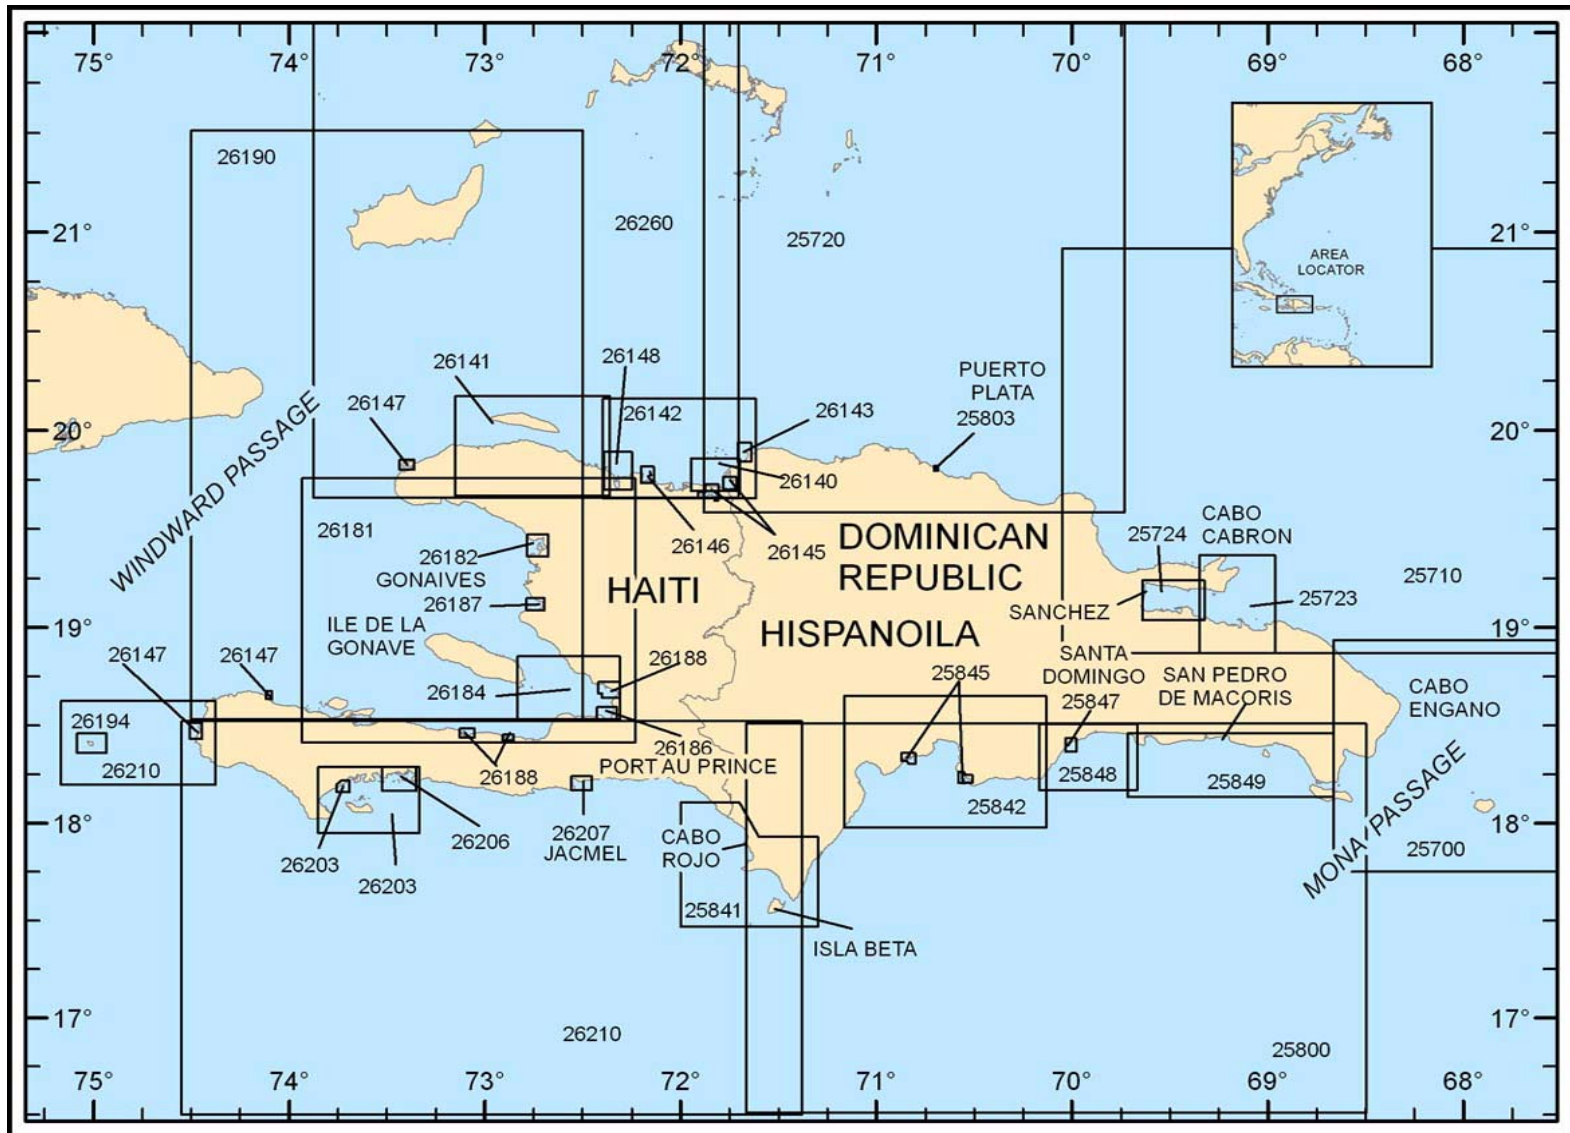 75° 74° 73° 72° 71° 70° 69° 68°
26190
21° 21°
26260
25720
AREA
LOCATOR
26141
26148
PUERTO
PLATA
26147
26142
26143
25803
20° 20°
WINDWARD PASSAGE
26140
26181
26146
26145
DOMINICAN
REPUBLIC
CABO
CABRON
25724
26182
GONAIVES
HAITI
25710
26187
SANCHEZ
25723
ILE DE LA
GONAVE
HISPANOILA
19° 19°
26147
26147
26188
SANTA
DOMINGO
SAN PEDRO
DE MACORIS
26184
25845
25847
CABO
ENGANO
26194
26210
26188
26186
PORT AU PRINCE
25848
25849
25842
MONA PASSAGE
18° 18°
26203
26206
26207
JACMEL
CABO
ROJO
25700
26203
25841
ISLA BETA
17° 17°
26210
25800
75° 74° 73° 72° 71° 70° 69° 68°